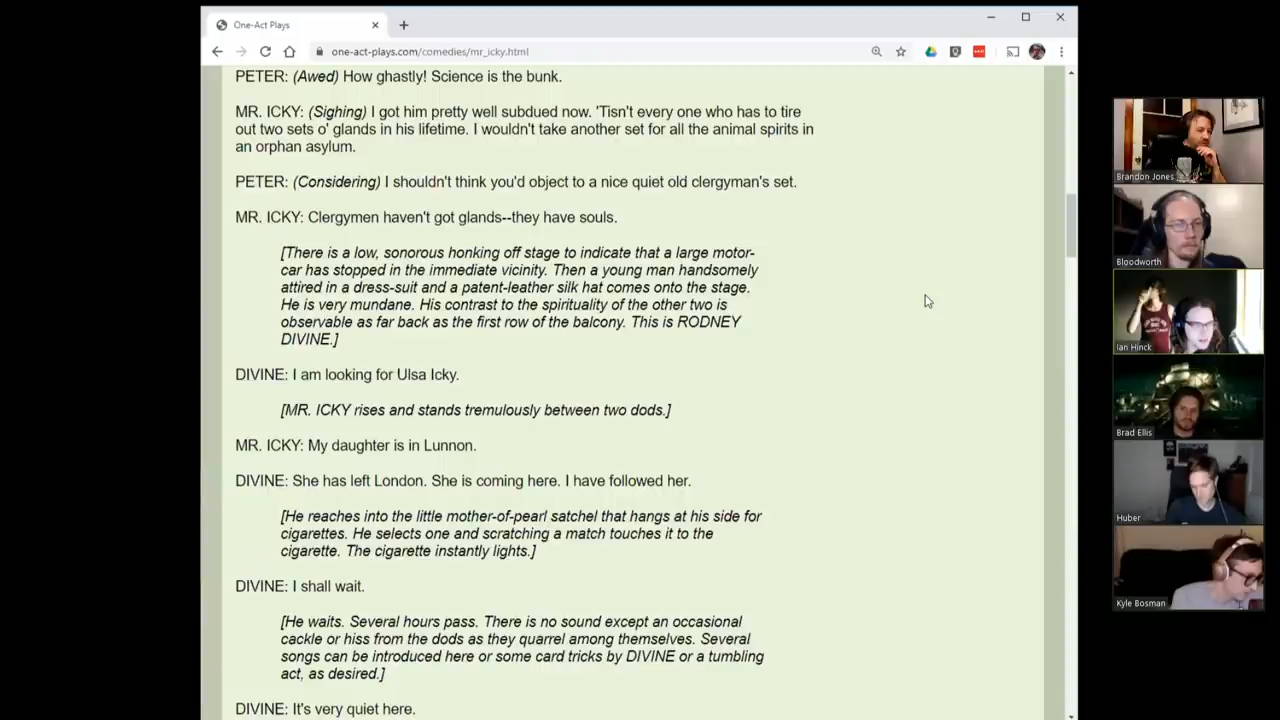 One-Act Plays
one-act-plays.com/comedies/mr_icky.html
PETER: (Awed) How ghastly! Science is the bunk.
MR. ICKY: (Sighing) I got him pretty well subdued now. 'Tisn't every one who has to tire
out two sets o' glands in his lifetime. I wouldn't take another set for all the animal spirits in
an orphan asylum.
PETER: (Considering) I shouldn't think you'd object to a nice quiet old clergyman's set.
MR. ICKY: Clergymen haven't got glands--they have souls.
[There is a low, sonorous honking off stage to indicate that a large motor-
car has stopped in the immediate vicinity. Then a young man handsomely
attired in a dress-suit and a patent-leather silk hat comes onto the stage.
He is very mundane. His contrast to the spirituality of the other two is
observable as far back as the first row of the balcony. This is RODNEY
DIVINE.]
DIVINE: I am looking for Ulsa Icky.
[MR. ICKY rises and stands tremulously between two dods.]
MR. ICKY: My daughter is in Lunnon.
DIVINE: She has left London. She is coming here. I have followed her.
[He reaches into the little mother-of-pearl satchel that hangs at his side for
cigarettes. He selects one and scratching a match touches it to the
cigarette. The cigarette instantly lights.]
DIVINE: I shall wait.
[He waits. Several hours pass. There is no sound except an occasional
cackle or hiss from the dods as they quarrel among themselves. Several
songs can be introduced here or some card tricks by DIVINE or a tumbling
act, as desired.]
DIVINE: It's very quiet here.
Brandon Jones
Bloodworth
Ian Hinck
Brad Ellis
Huber
Kyle Bosman